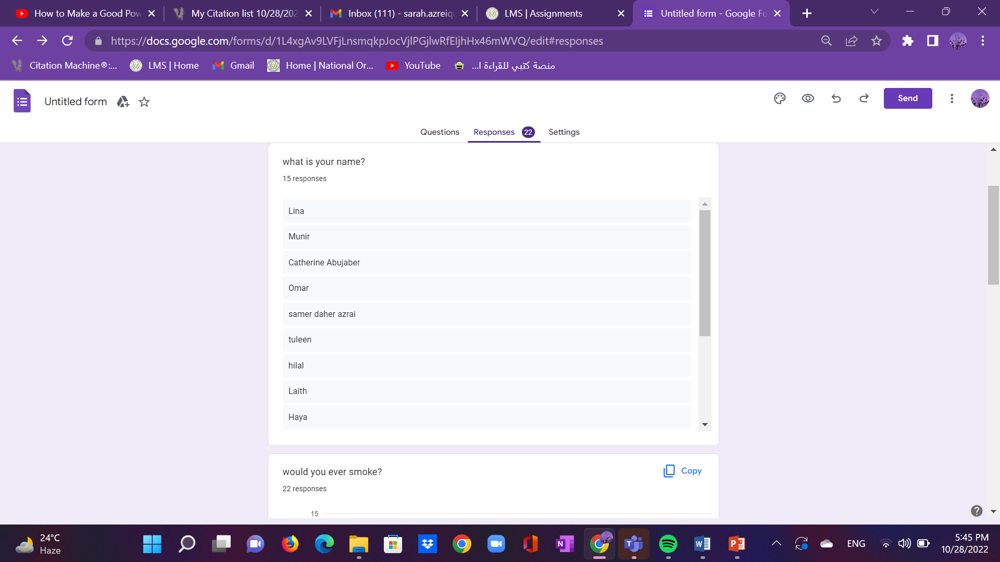 How to Make a Good Pow
My Citation list 10/28/202
Inbox (111) - sarah.azreiq
LMS | Assignments
Untitled form - Google Fo
https://docs.google.com/forms/d/1L4xgAv9LVFjLnsmqkpJocVjlPGjlwRfEIjhHx46mWVQ/edit#responses
Citation Machine®:...
LMS | Home
Gmail
Home | National Or...
YouTube
منصة كتبي للقراءة ا...
Untitled form
Send
Questions
Responses 22
Settings
what is your name?
15 responses
Lina
Munir
Catherine Abujaber
Omar
samer daher azrai
tuleen
hilal
Laith
Haya
would you ever smoke?
Copy
22 responses
15
24°C
Haze
ENG
5:45 PM
10/28/2022